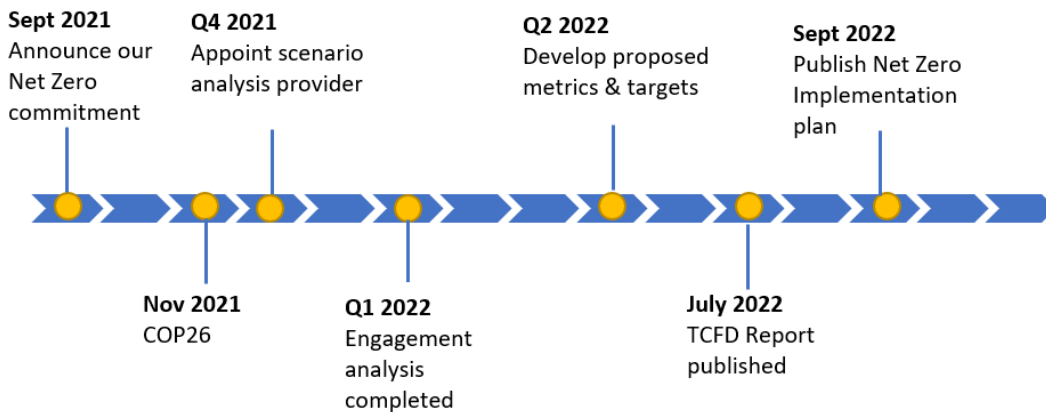 Sept 2021
Announce our
Net Zero
commitment
Q4 2021
Appoint scenario
analysis provider
Q2 2022
Develop proposed
metrics & targets
Sept 2022
Publish Net Zero
Implementation
plan
Nov 2021
COP26
Q1 2022
Engagement
analysis
completed
July 2022
TCFD Report
published